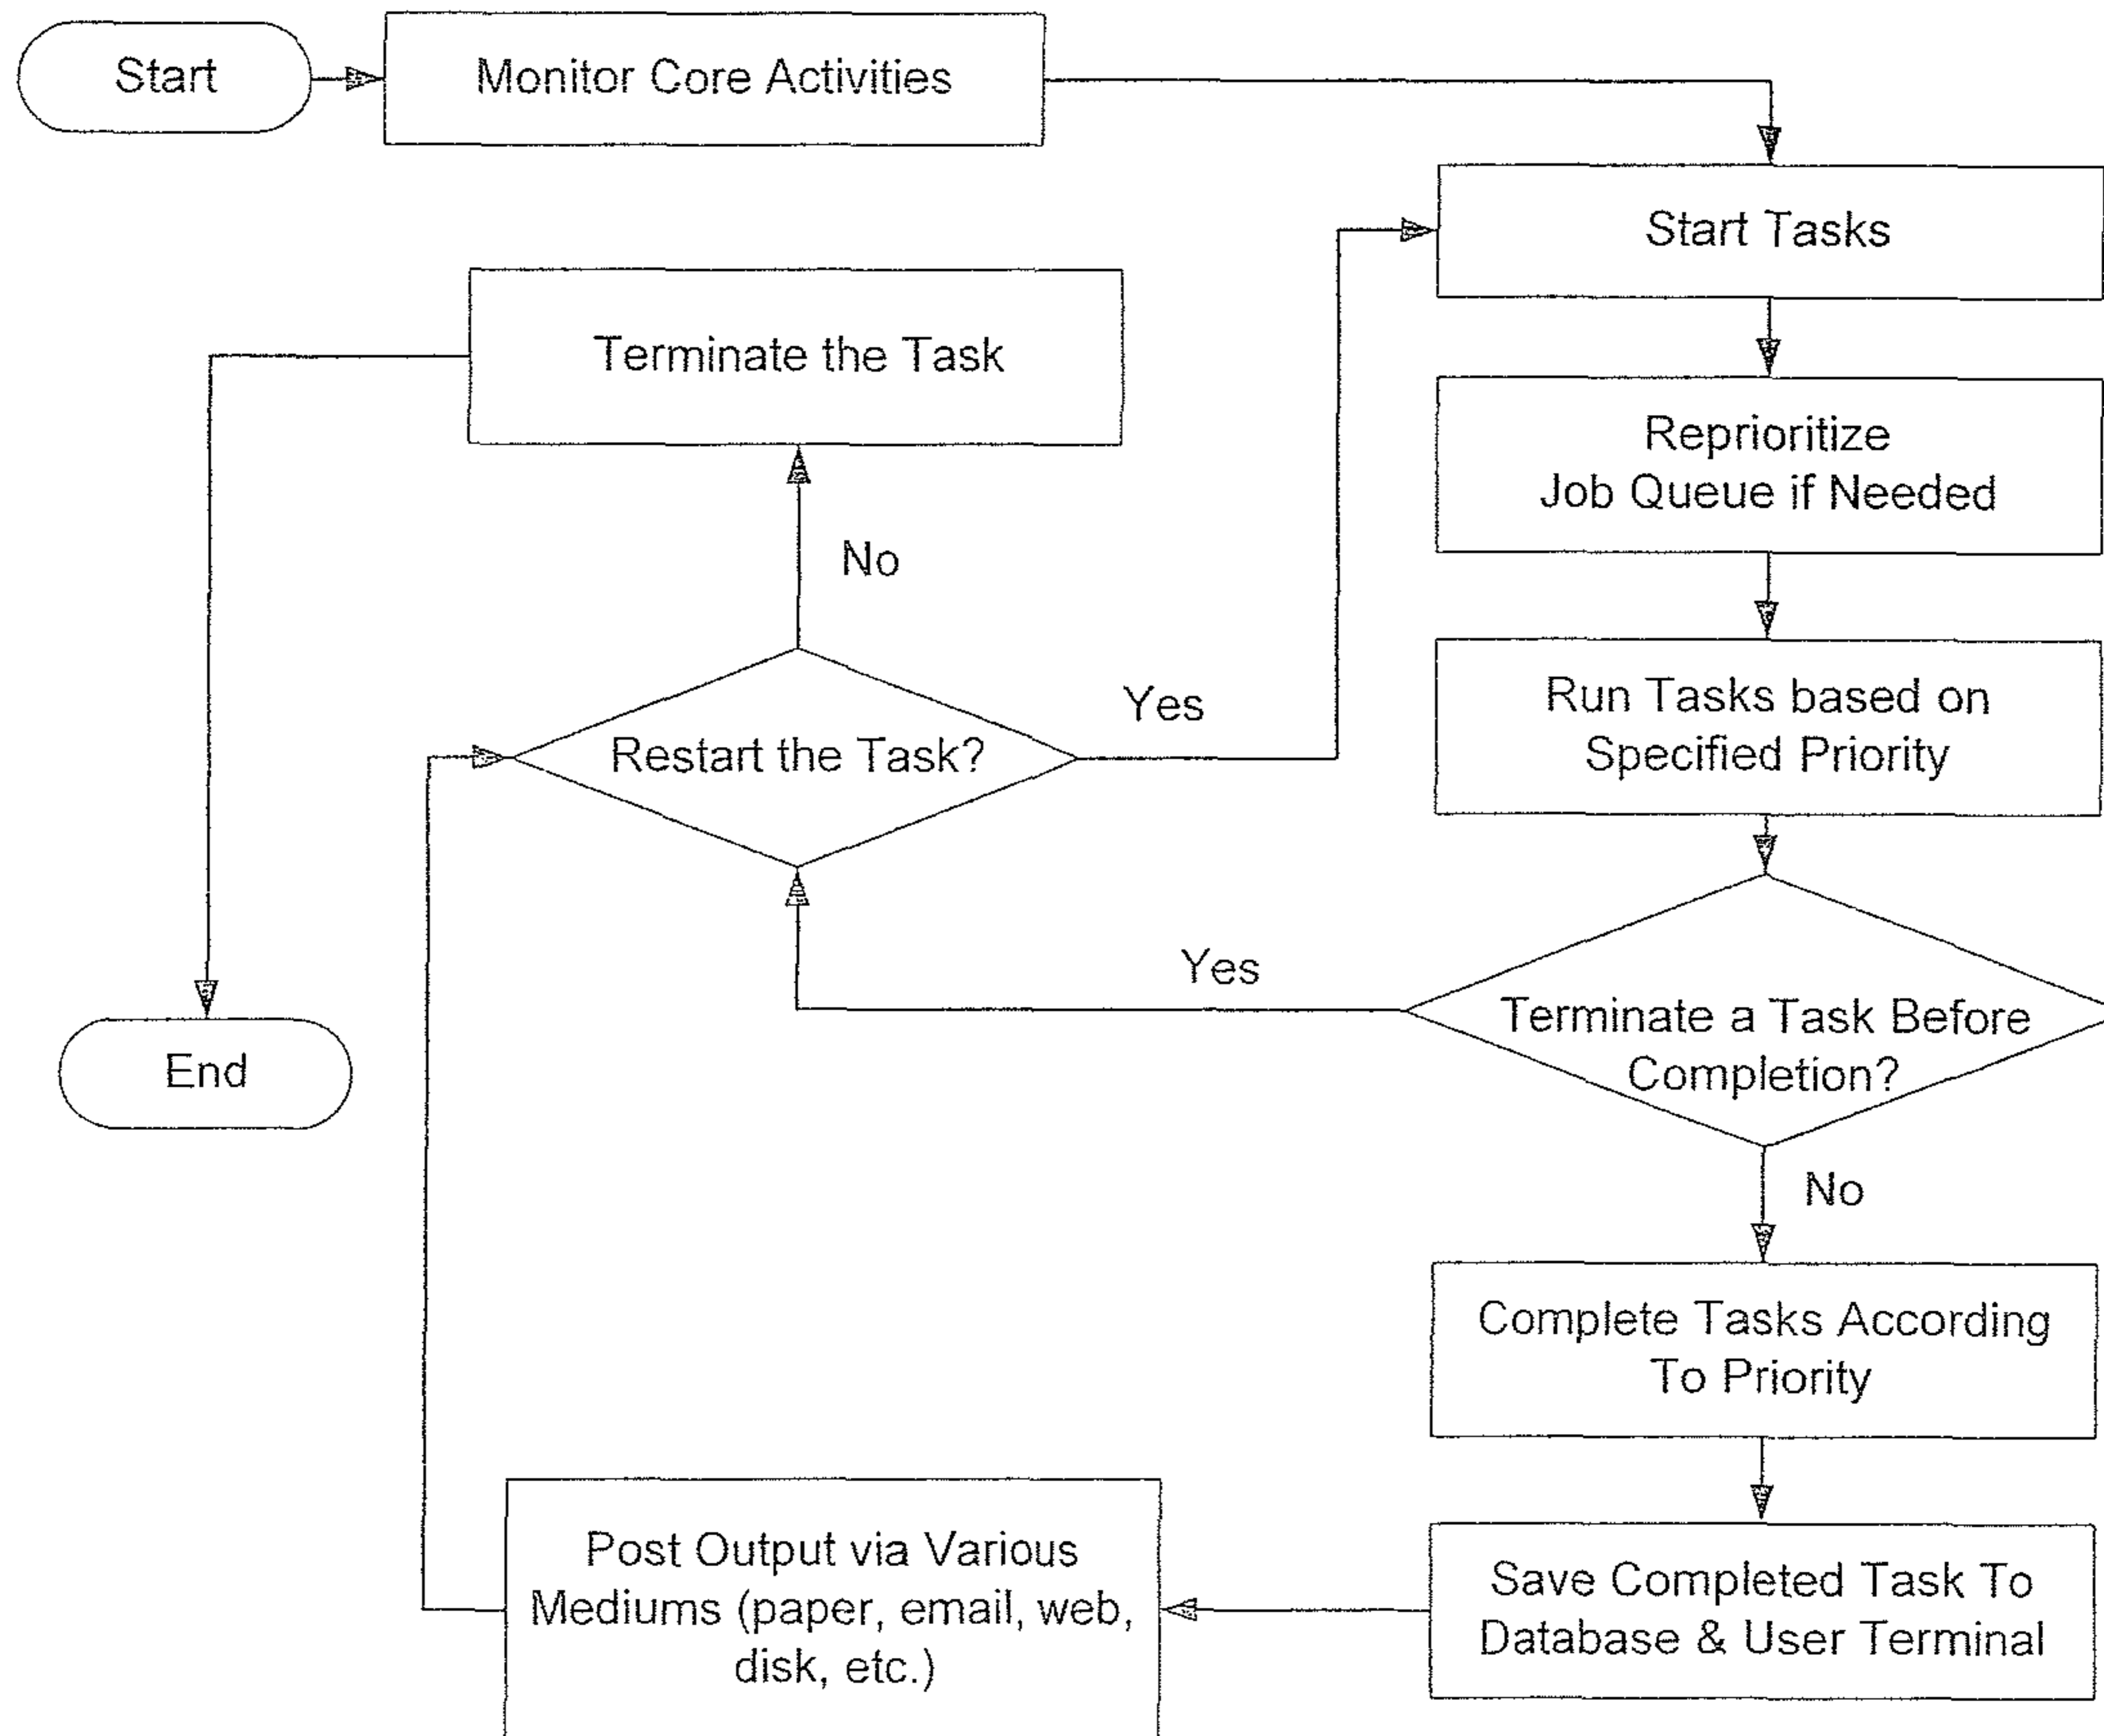 Start
Monitor Core Activities
Start Tasks
Terminate the Task
Reprioritize
Job Queue if Needed
No
Run Tasks based on
Specified Priority
Yes
Restart the Task?
Yes
Terminate a Task Before
Completion?
End
No
Complete Tasks According
To Priority
Post Output via Various
Mediums (paper, email, web,
disk, etc.)
Save Completed Task To
Database & User Terminal